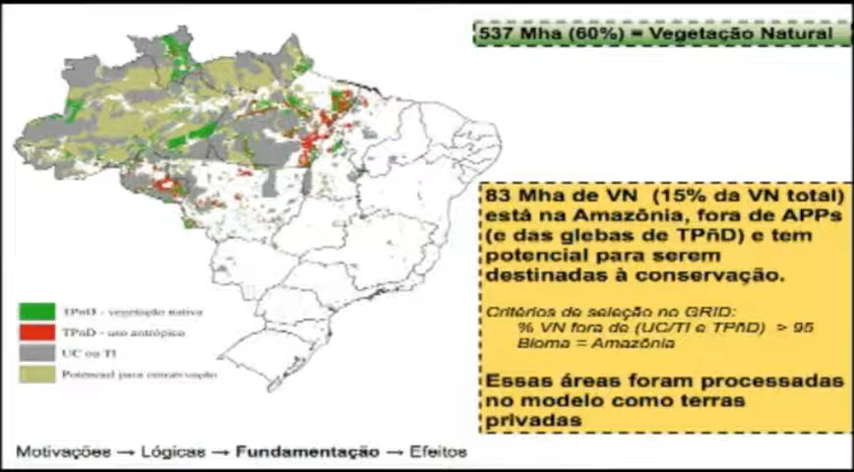 537 Mha (60%) = Vegetação Natural
83 Mha de VN (15% da VN total)
está na Amazônia, fora de APPs
(e das glebas de TPñD) e tem
potencial para serem
destinadas à conservação.
Critérios de seleção no GRID:
% VN fora de (UC/TI e TPñD) > 95
Bioma = Amazônia
Essas áreas foram processadas
no modelo como terras
privadas
TPnD - vegetação nativa
TPnD - uso antrópico
UC ou TI
Potencial para conservação
Motivações → Lógicas → Fundamentação → Efeitos